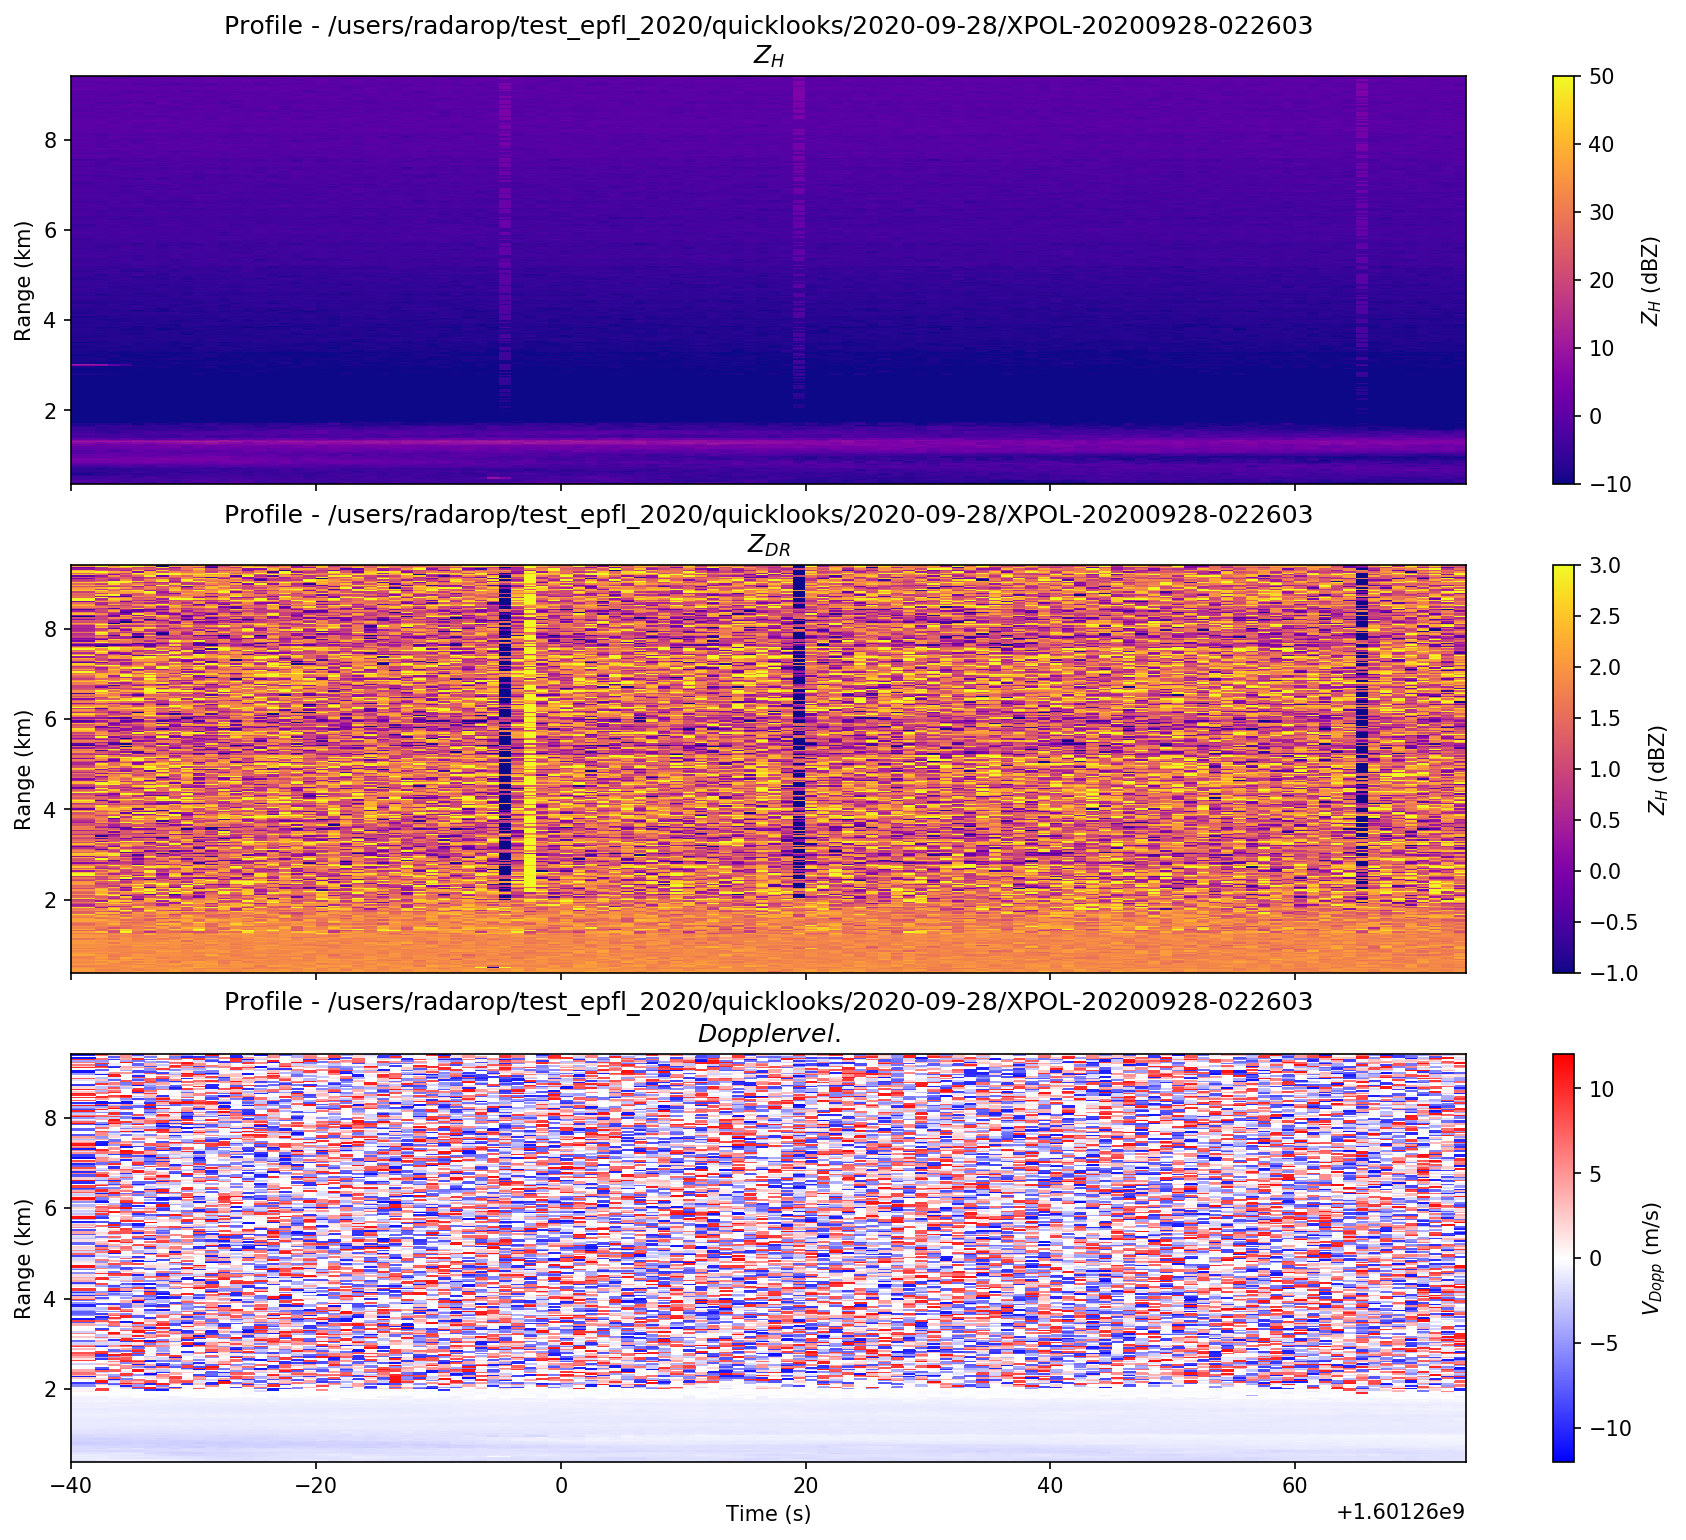 Profile - /users/radarop/test_epfl_2020/quicklooks/2020-09-28/XPOL-20200928-022603
Z_H
8
6
4
2
Range (km)
50
40
30
20
10
0
−10
Z_H (dBZ)
Profile - /users/radarop/test_epfl_2020/quicklooks/2020-09-28/XPOL-20200928-022603
Z_DR
8
6
4
2
Range (km)
3.0
2.5
2.0
1.5
1.0
0.5
0.0
−0.5
−1.0
Z_H (dBZ)
Profile - /users/radarop/test_epfl_2020/quicklooks/2020-09-28/XPOL-20200928-022603
Dopplervel.
8
6
4
2
Range (km)
−40 −20 0 20 40 60
Time (s)
+1.60126e9
10
5
0
−5
−10
V_Dopp (m/s)